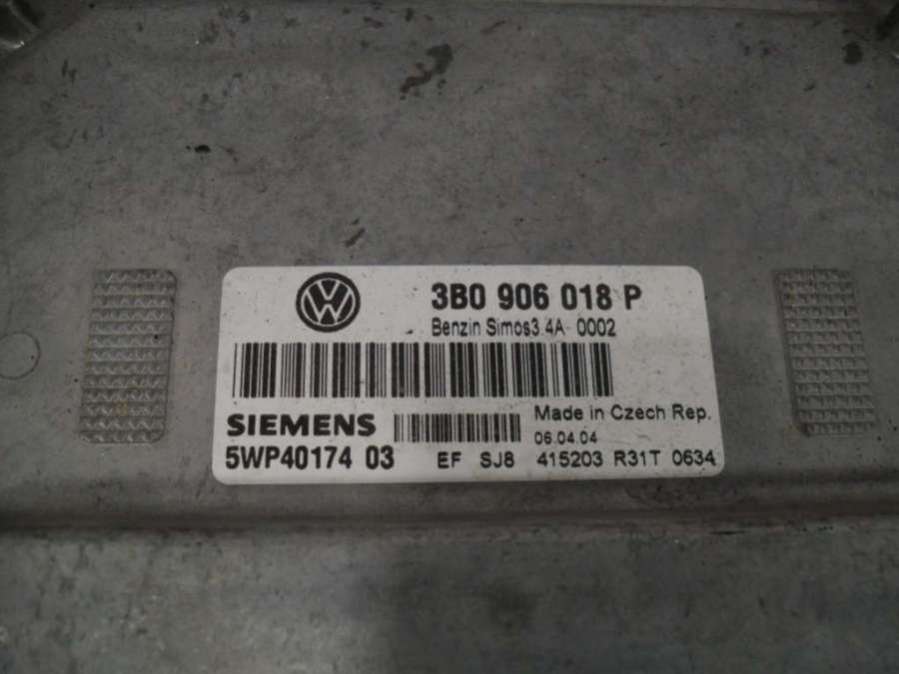 VW
3B0 906 018 P
Benzin Simos3.4A 0002
SIEMENS
Made in Czech Rep.
06.04.04
5WP40174 03 EF SJ8 415203 R31T 0634